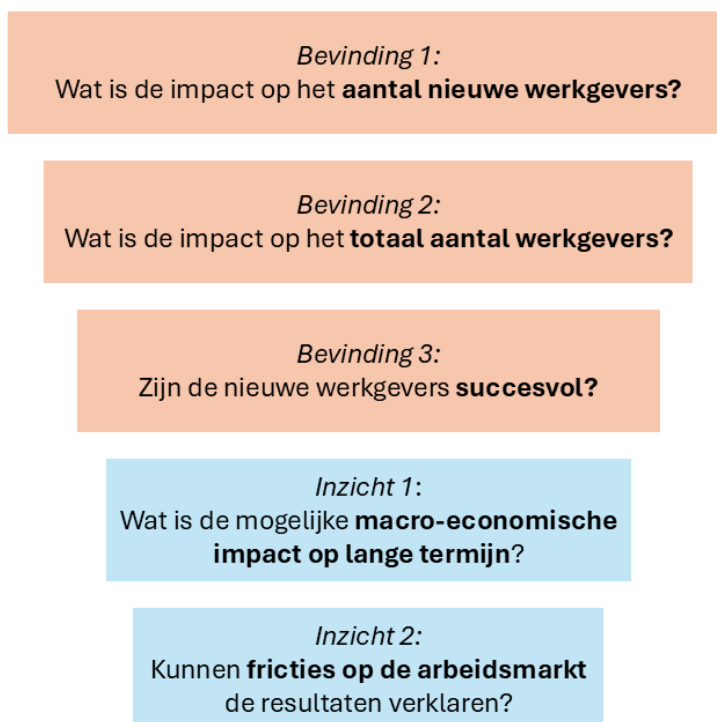 Bevinding 1:
Wat is de impact op het aantal nieuwe werkgevers?
Bevinding 2:
Wat is de impact op het totaal aantal werkgevers?
Bevinding 3:
Zijn de nieuwe werkgevers succesvol?
Inzicht 1:
Wat is de mogelijke macro-economische
impact op lange termijn?
Inzicht 2:
Kunnen fricties op de arbeidsmarkt
de resultaten verklaren?